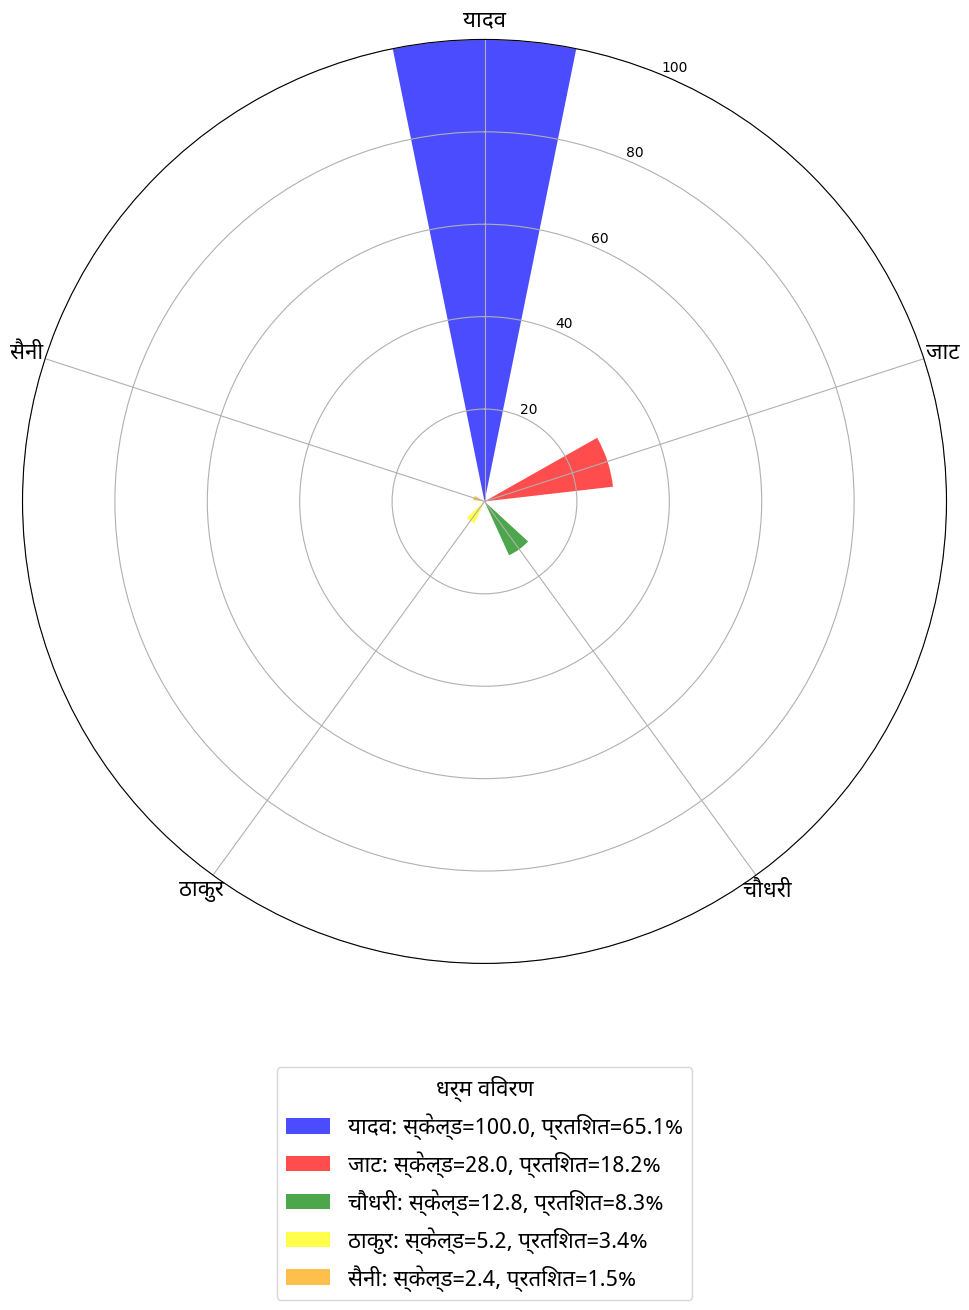 यादव
100
80
60
40
20
जाट
सैनी
ठाकुर
चौधरी
धर्म विवरण
यादव: स्केल्ड=100.0, प्रतिशत=65.1%
जाट: स्केल्ड=28.0, प्रतिशत=18.2%
चौधरी: स्केल्ड=12.8, प्रतिशत=8.3%
ठाकुर: स्केल्ड=5.2, प्रतिशत=3.4%
सैनी: स्केल्ड=2.4, प्रतिशत=1.5%